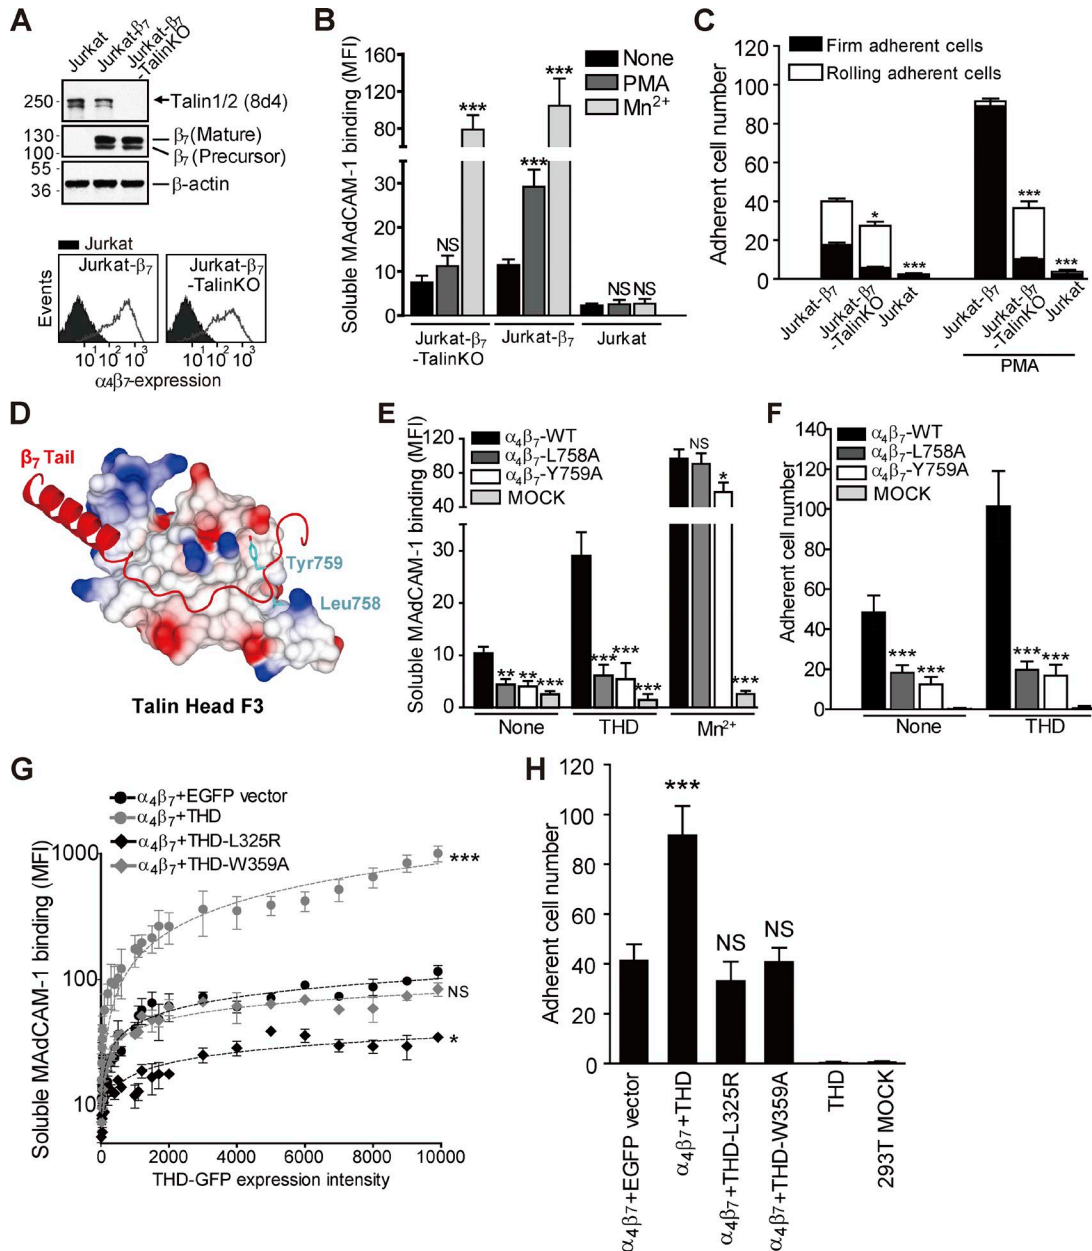 A
Jurkat
Jurkat-β7
Jurkat-β7
-TalinKO
250
Talin1/2 (8d4)
130
100
β7(Mature)
β7(Precursor)
55
36
β-actin
Jurkat
Jurkat-β7
Jurkat-β7
-TalinKO
Events
10¹ 10² 10³
10¹ 10² 10³
α4β7-expression
B
Soluble MAdCAM-1 binding (MFI)
160
120
80
40
30
20
10
0
None
PMA
Mn²⁺
NS
***
***
***
NS NS
Jurkat-β7
-TalinKO
Jurkat-β7
Jurkat
C
Adherent cell number
120
100
80
60
40
20
0
Firm adherent cells
Rolling adherent cells
*
***
***
***
Jurkat-β7
Jurkat-β7
-TalinKO
Jurkat
Jurkat-β7
Jurkat-β7
-TalinKO
Jurkat
PMA
D
β7 Tail
Tyr759
Leu758
Talin Head F3
E
Soluble MAdCAM-1 binding (MFI)
120
80
40
30
20
10
0
α4β7-WT
α4β7-L758A
α4β7-Y759A
MOCK
** ** ***
*** *** ***
NS
*
***
None
THD
Mn²⁺
F
Adherent cell number
140
120
100
80
60
40
20
0
α4β7-WT
α4β7-L758A
α4β7-Y759A
MOCK
*** ***
*** ***
None
THD
G
α4β7+EGFP vector
α4β7+THD
α4β7+THD-L325R
α4β7+THD-W359A
Soluble MAdCAM-1 binding (MFI)
1000
100
10
***
NS
*
0 2000 4000 6000 8000 10000
THD-GFP expression intensity
H
Adherent cell number
120
100
80
60
40
20
0
***
NS
NS
α4β7+EGFP vector
α4β7+THD
α4β7+THD-L325R
α4β7+THD-W359A
THD
293T MOCK